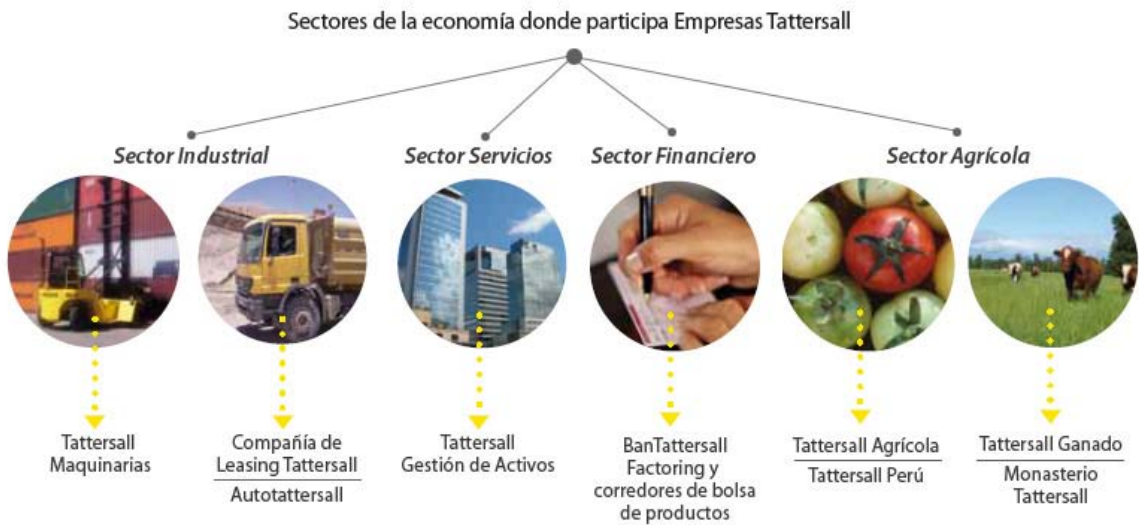 Sectores de la economía donde participa Empresas Tattersall
Sector Industrial
Sector Servicios
Sector Financiero
Sector Agrícola
Tattersall
Maquinarias
Compañía de
Leasing Tattersall
Autotattersall
Tattersall
Gestión de Activos
BanTattersall
Factoring y
corredores de bolsa
de productos
Tattersall Agrícola
Tattersall Perú
Tattersall Ganado
Monasterio
Tattersall